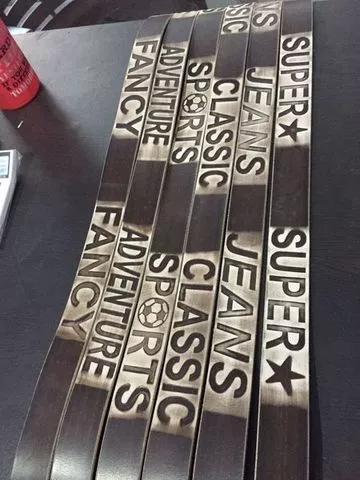 FANCY
FANCY
ADVENTURE
ADVENTURE
SPORTS
SPORTS
CLASSIC
CLASSIC
JEANS
JEANS
SUPER★
SUPER★